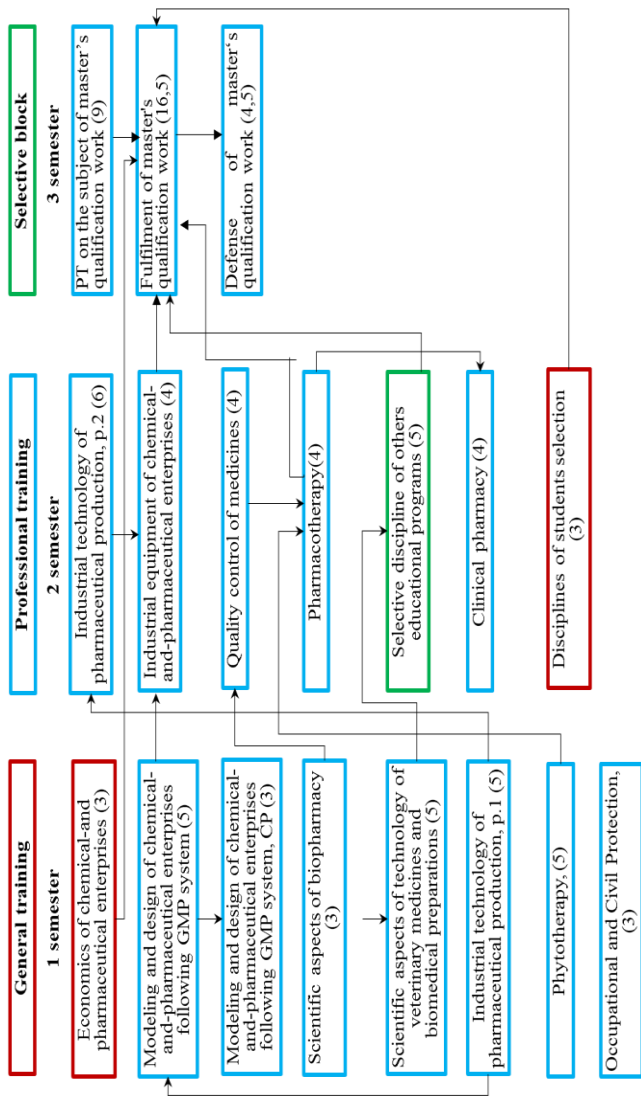 General training
1 semester
Economics of chemical-and
pharmaceutical enterprises (3)
Modeling and design of chemical-
and-pharmaceutical enterprises
following GMP system (5)
Modeling and design of chemical-
and-pharmaceutical enterprises
following GMP system, CP (3)
Scientific aspects of biopharmacy
(3)
Scientific aspects of technology of
veterinary medicines and
biomedical preparations (5)
Industrial technology of
pharmaceutical production, p.1 (5)
Phytotherapy, (5)
Occupational and Civil Protection,
(3)
Professional training
2 semester
Industrial technology of
pharmaceutical production, p.2 (6)
Industrial equipment of chemical-
and-pharmaceutical enterprises (4)
Quality control of medicines (4)
Pharmacotherapy(4)
Selective discipline of others
educational programs (5)
Clinical pharmacy (4)
Disciplines of students selection
(3)
Selective block
3 semester
PT on the subject of master’s
qualification work (9)
Fulfilment of master's
qualification work (16,5)
Defense of master‘s
qualification work (4,5)